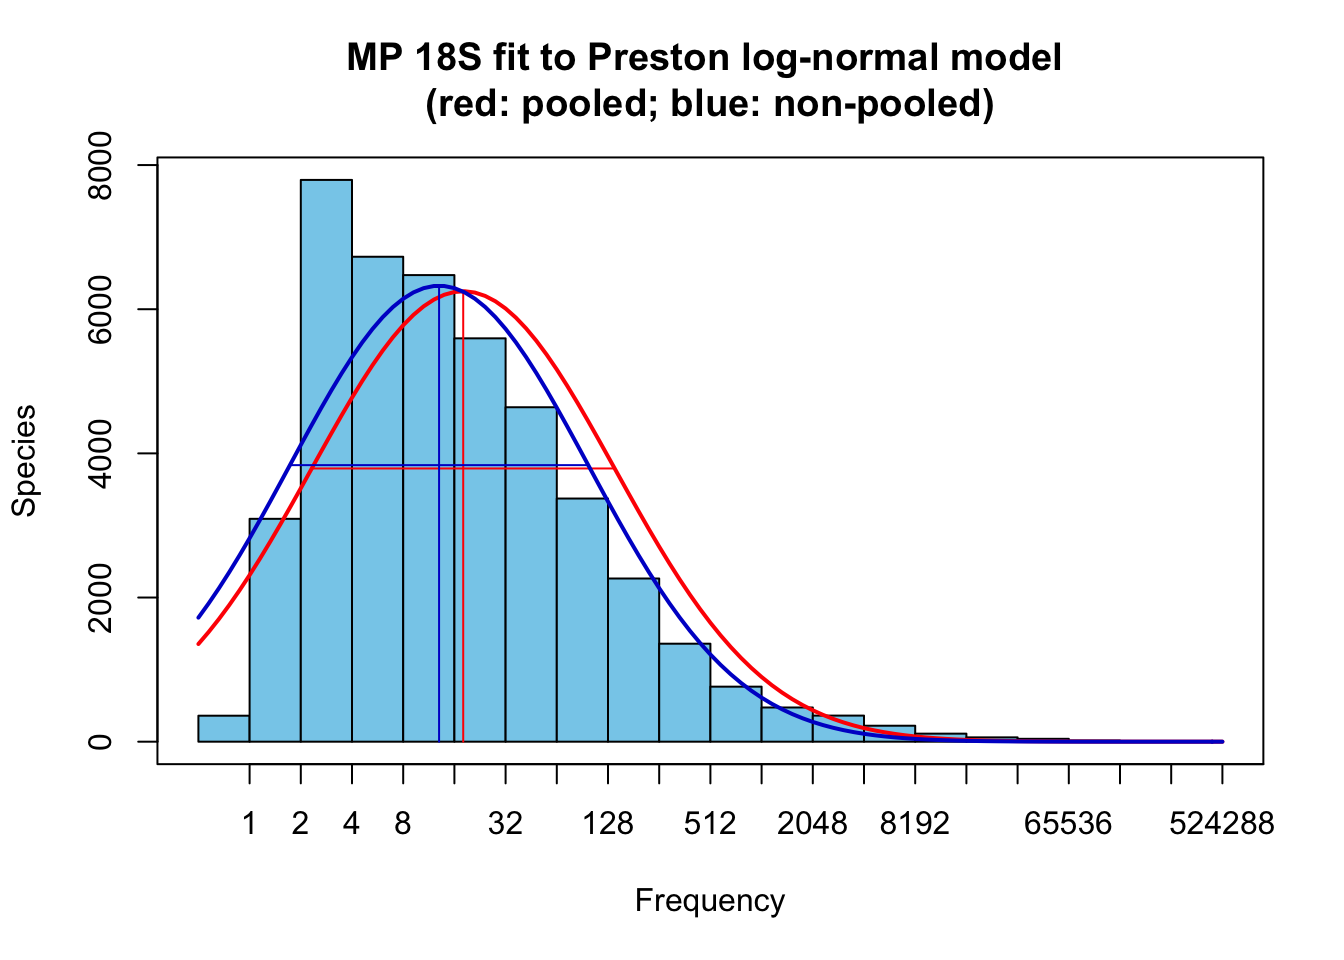 MP 18S fit to Preston log-normal model
(red: pooled; blue: non-pooled)
Species
8000
6000
4000
2000
0
1 2 4 8 32 128 512 2048 8192 65536 524288
Frequency